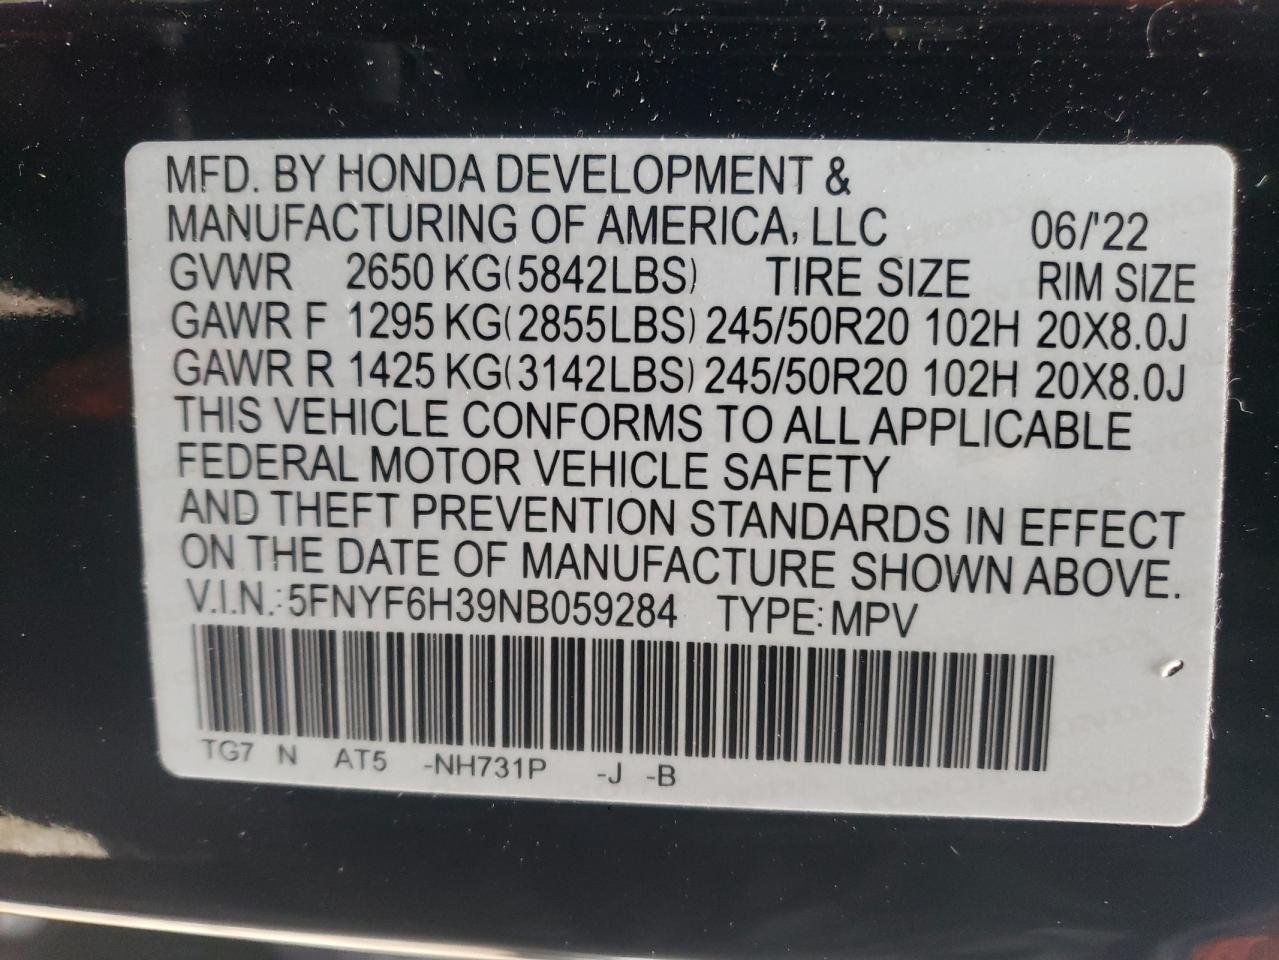 MFD. BY HONDA DEVELOPMENT &
MANUFACTURING OF AMERICA, LLC 06/'22
GVWR 2650 KG(5842LBS) TIRE SIZE RIM SIZE
GAWR F 1295 KG(2855LBS) 245/50R20 102H 20X8.0J
GAWR R 1425 KG(3142LBS) 245/50R20 102H 20X8.0J
THIS VEHICLE CONFORMS TO ALL APPLICABLE
FEDERAL MOTOR VEHICLE SAFETY
AND THEFT PREVENTION STANDARDS IN EFFECT
ON THE DATE OF MANUFACTURE SHOWN ABOVE.
V.I.N.: 5FNYF6H39NB059284 TYPE: MPV
TG7 N AT5 -NH731P -J -B